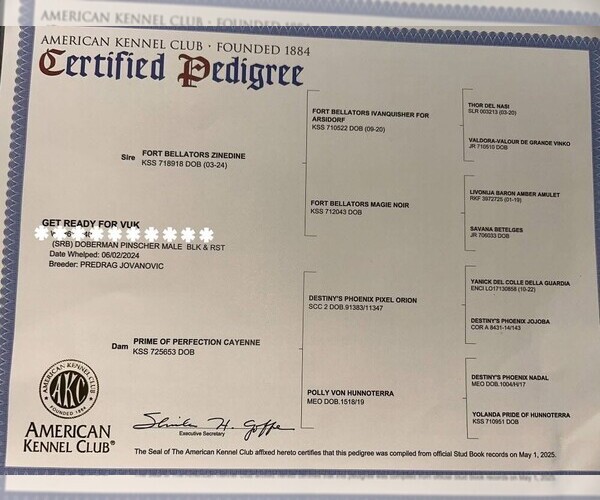 AMERICAN KENNEL CLUB · FOUNDED 1884
AMERICAN KENNEL CLUB · FOUNDED 1884
Certified Pedigree
Sire FORT BELLATORS ZINEDINE
KSS 718918 DOB (03-24)
GET READY FOR VUK
(SRB) DOBERMAN PINSCHER MALE BLK & RST
Date Whelped: 06/02/2024
Breeder: PREDRAG JOVANOVIC
Dam PRIME OF PERFECTION CAYENNE
KSS 725653 DOB
FORT BELLATORS IVANQUISHER FOR
ARSIDORF
KSS 710522 DOB (09-20)
FORT BELLATORS MAGIE NOIR
KSS 712043 DOB
DESTINY'S PHOENIX PIXEL ORION
SCC 2 DOB.91383/11347
POLLY VON HUNNOTERRA
MEO DOB.1518/19
THOR DEL NASI
SLR 003213 (03-20)
VALDORA-VALOUR DE GRANDE VINKO
JR 710515 DOB
LIVONIJA BARON AMBER AMULET
RKF 3972725 (01-19)
SAVANA BETELGES
JR 706033 DOB
YANICK DEL COLLE DELLA GUARDIA
ENCI LO17130858 (10-22)
DESTINY'S PHOENIX JOJOBA
COR A 8431-14/143
DESTINY'S PHOENIX NADAL
MEO DOB.1004/H/17
YOLANDA PRIDE OF HUNNOTERRA
KSS 710951 DOB
AMERICAN KENNEL CLUB
AKC
FOUNDED 1884
AMERICAN
KENNEL CLUB®
Executive Secretary
The Seal of The American Kennel Club affixed hereto certifies that this pedigree was compiled from official Stud Book records on May 1, 2025.